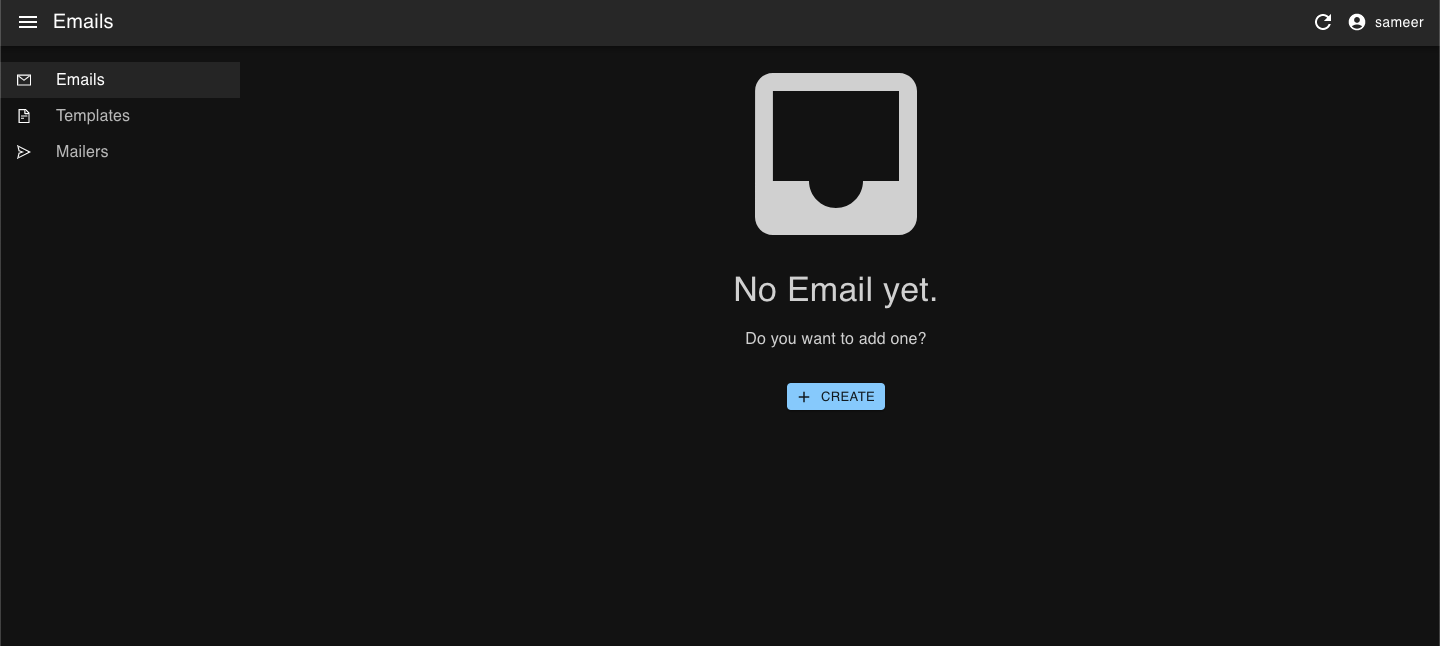 Emails
sameer
Emails
Templates
Mailers
No Email yet.
Do you want to add one?
CREATE